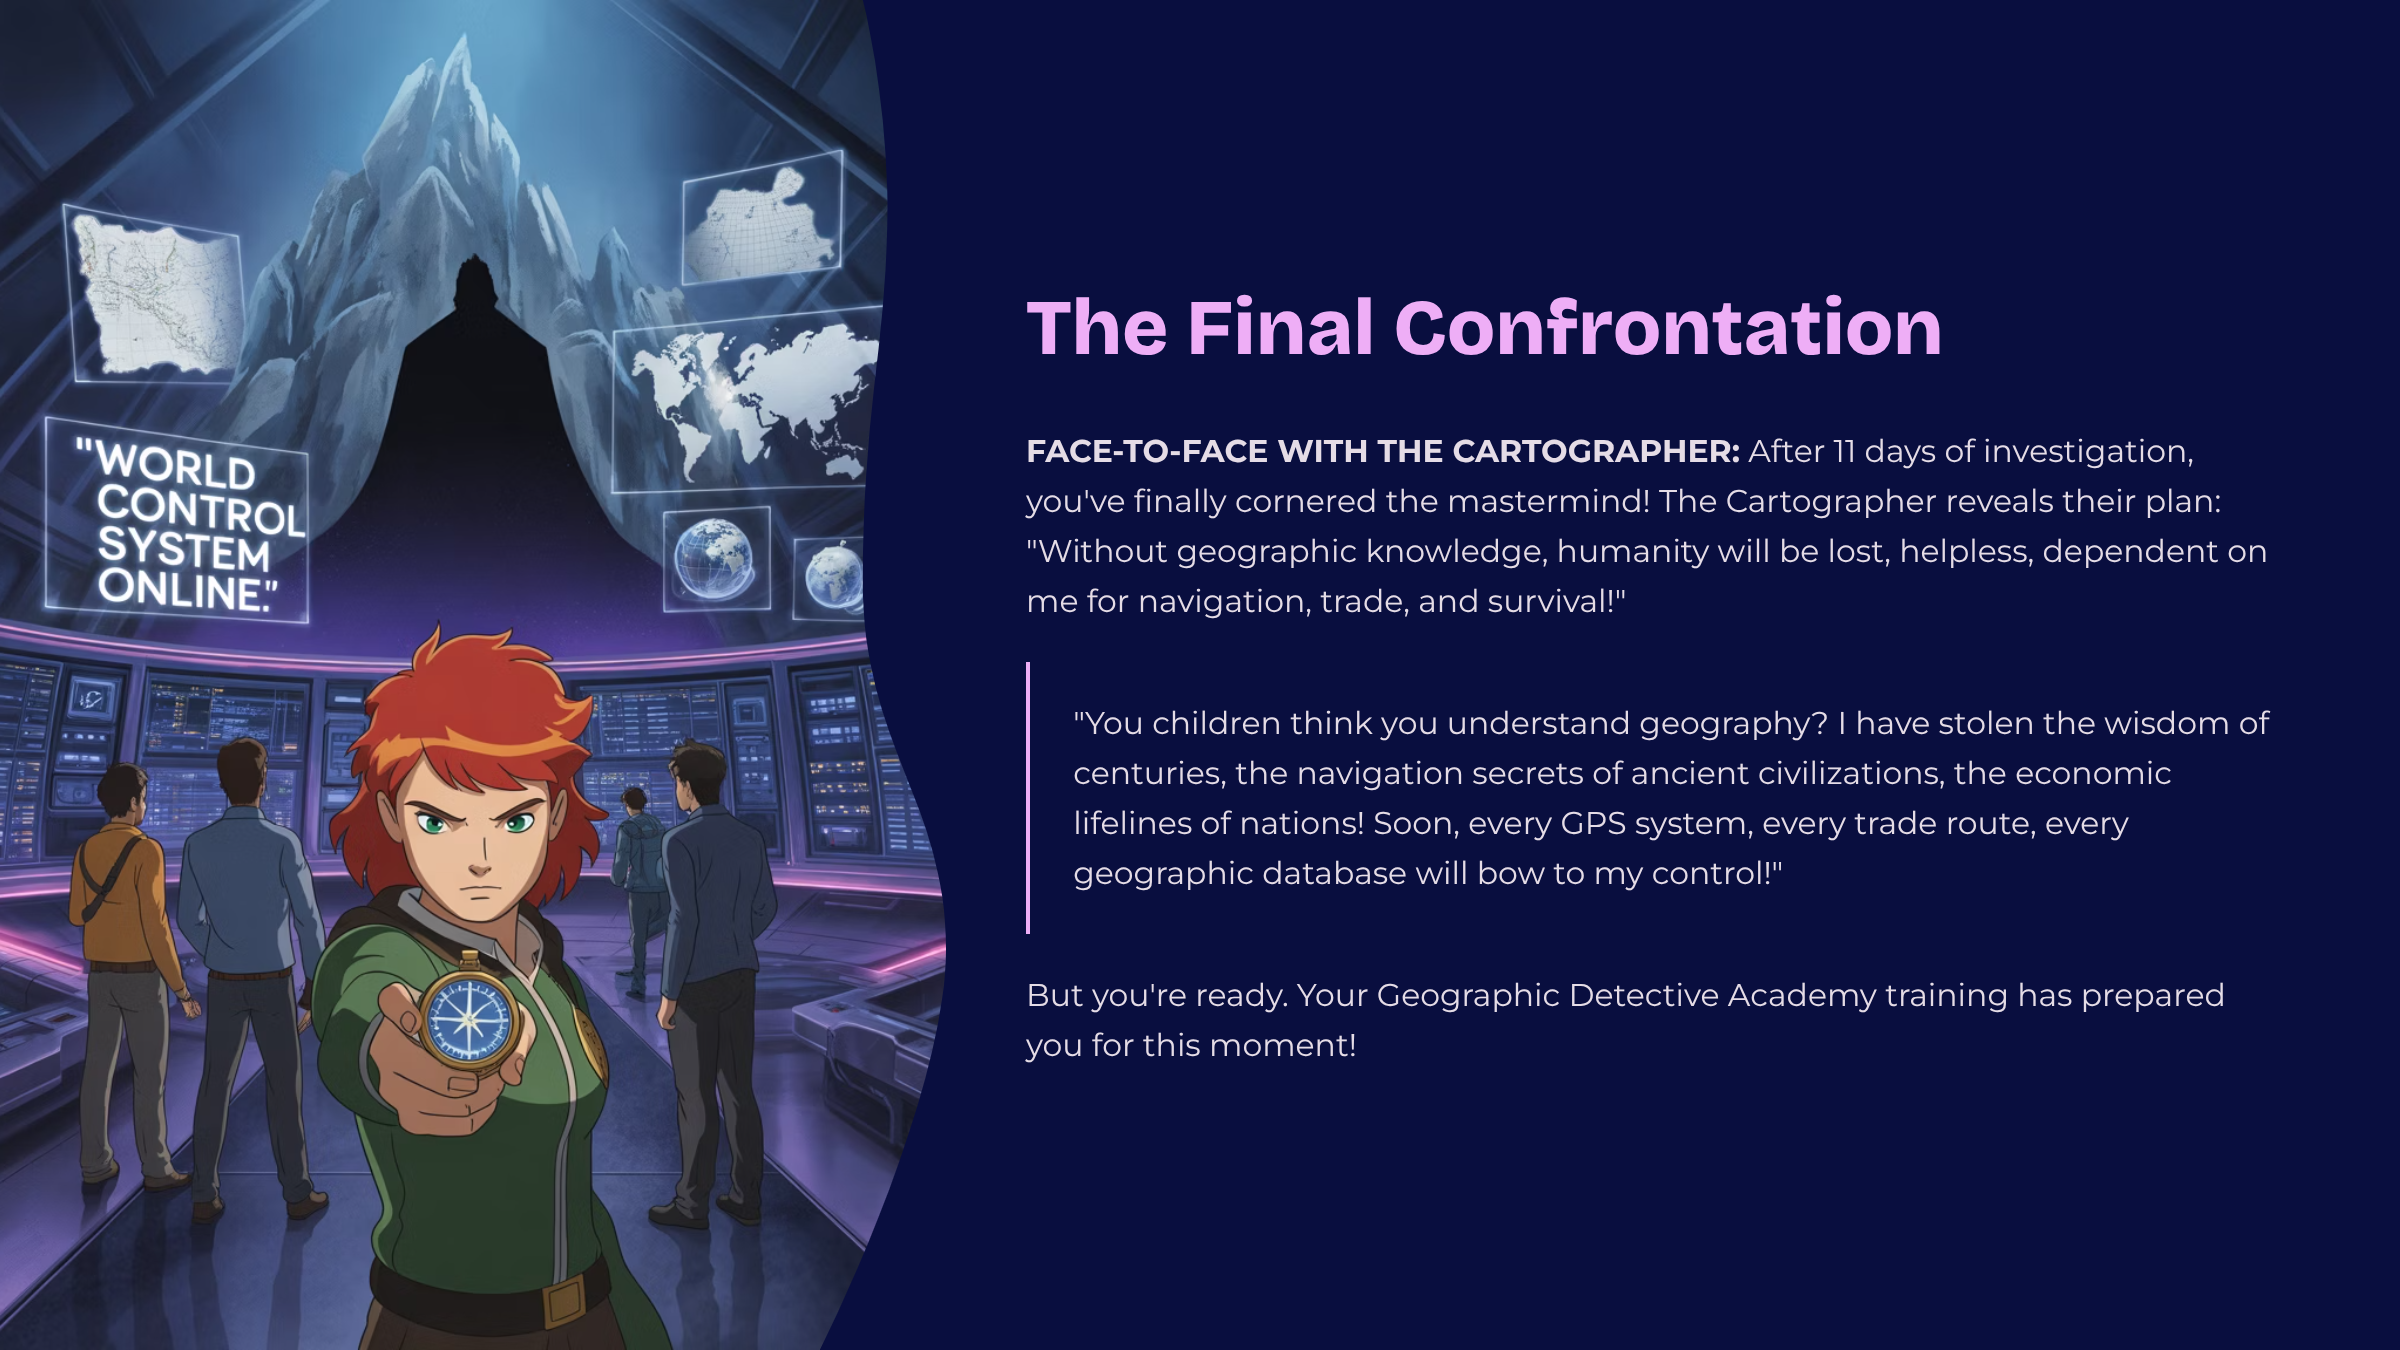 "WORLD
CONTROL
SYSTEM
ONLINE."
The Final Confrontation
FACE-TO-FACE WITH THE CARTOGRAPHER: After 11 days of investigation,
you've finally cornered the mastermind! The Cartographer reveals their plan:
"Without geographic knowledge, humanity will be lost, helpless, dependent on
me for navigation, trade, and survival!"
"You children think you understand geography? I have stolen the wisdom of
centuries, the navigation secrets of ancient civilizations, the economic
lifelines of nations! Soon, every GPS system, every trade route, every
geographic database will bow to my control!"
But you're ready. Your Geographic Detective Academy training has prepared
you for this moment!